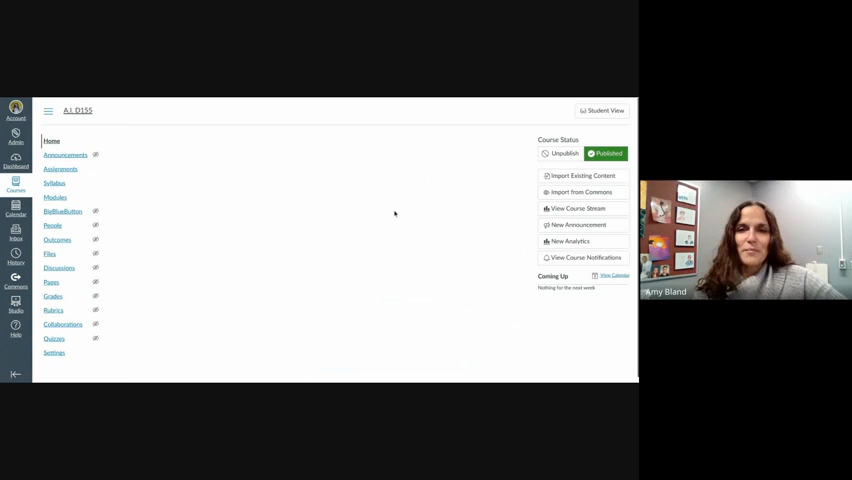 Account
Admin
Dashboard
Courses
Calendar
Inbox
History
Commons
Studio
Help
A.I. D155
Student View
Home
Announcements
Assignments
Syllabus
Modules
BigBlueButton
People
Outcomes
Files
Discussions
Pages
Grades
Rubrics
Collaborations
Quizzes
Settings
Course Status
Unpublish Published
Import Existing Content
Import from Commons
View Course Stream
New Announcement
New Analytics
View Course Notifications
Coming Up View Calendar
Nothing for the next week
Amy Bland